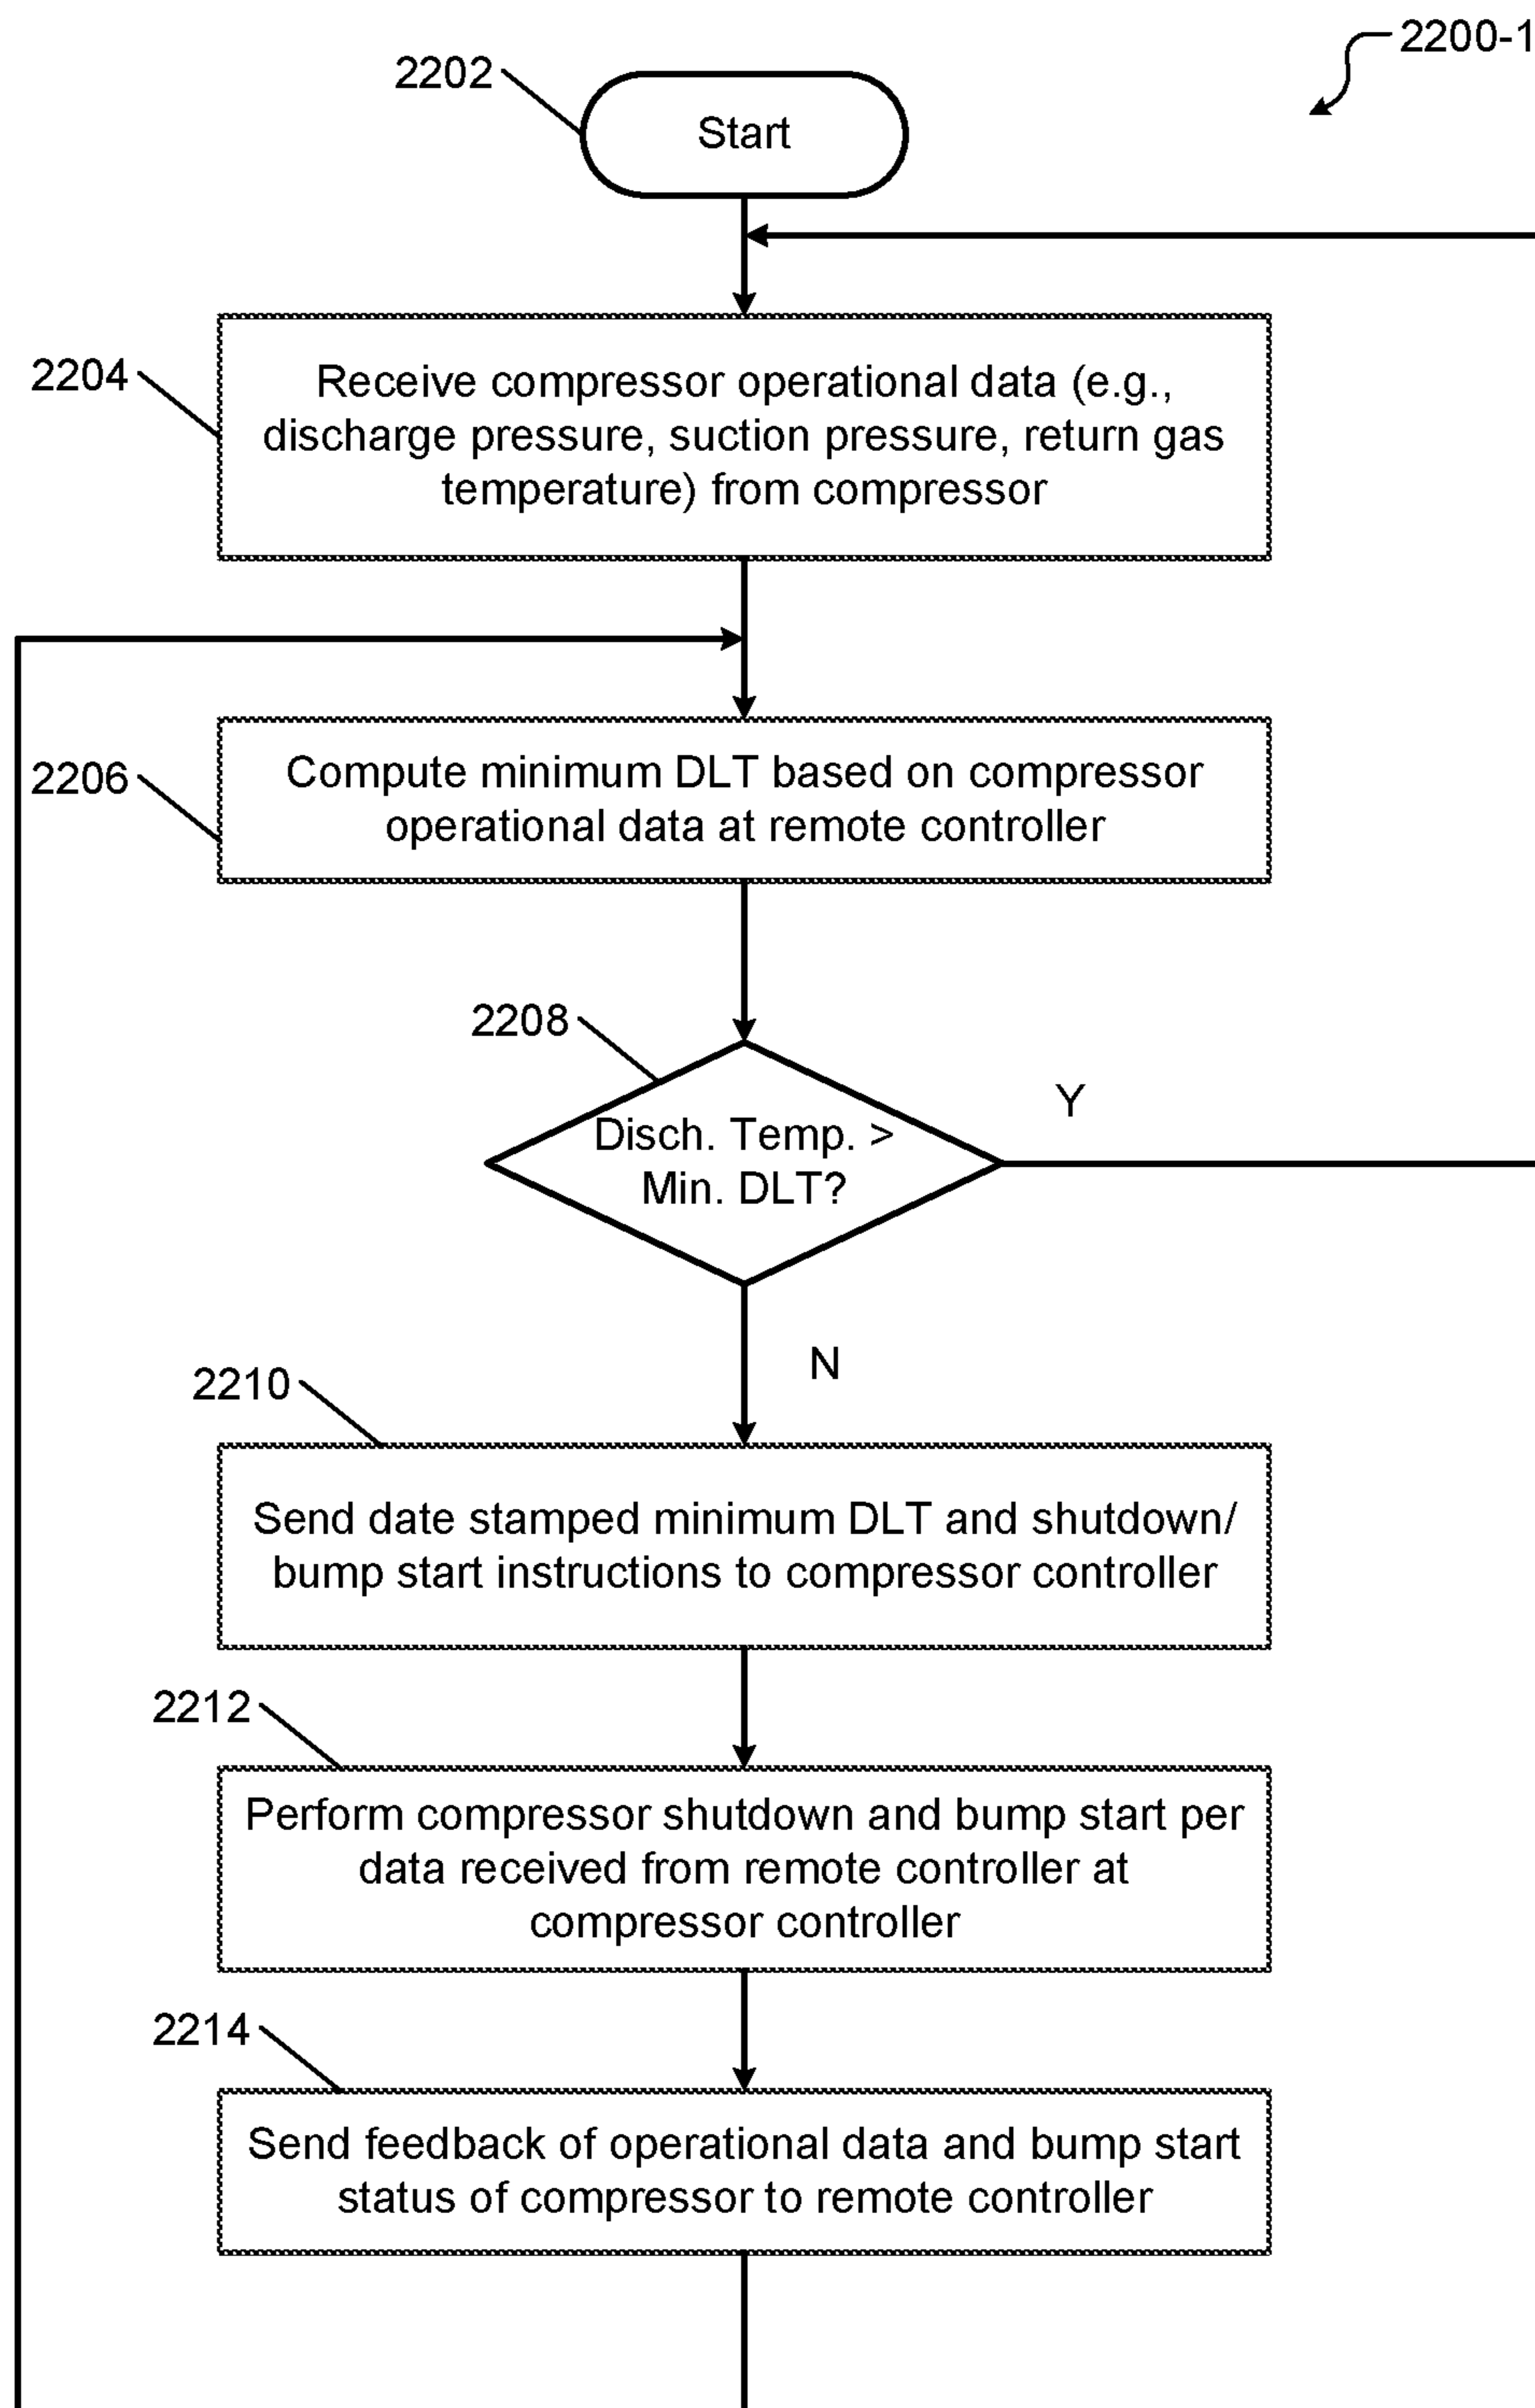 2200-1
2202
Start
2204
Receive compressor operational data (e.g.,
discharge pressure, suction pressure, return gas
temperature) from compressor
2206
Compute minimum DLT based on compressor
operational data at remote controller
2208
Disch. Temp. >
Min. DLT?
Y
N
2210
Send date stamped minimum DLT and shutdown/
bump start instructions to compressor controller
2212
Perform compressor shutdown and bump start per
data received from remote controller at
compressor controller
2214
Send feedback of operational data and bump start
status of compressor to remote controller